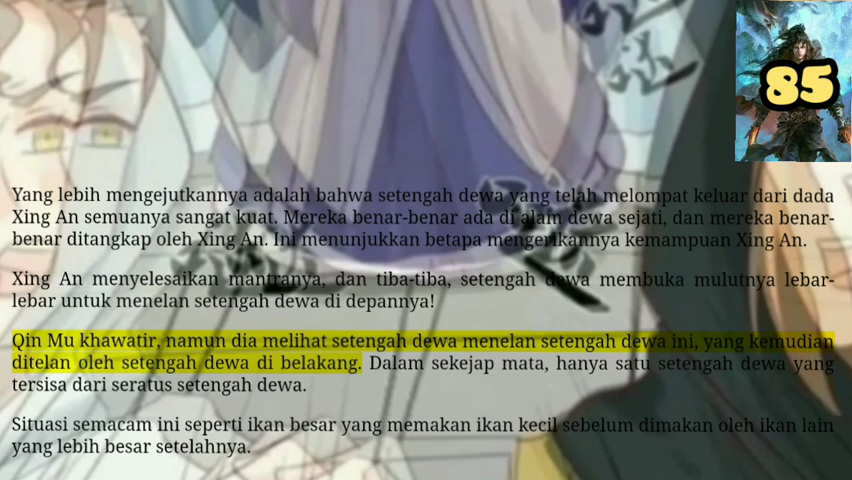 85
Yang lebih mengejutkannya adalah bahwa setengah dewa yang telah melompat keluar dari dada
Xing An semuanya sangat kuat. Mereka benar-benar ada di alam dewa sejati, dan mereka benar-
benar ditangkap oleh Xing An. Ini menunjukkan betapa mengerikannya kemampuan Xing An.
Xing An menyelesaikan mantranya, dan tiba-tiba, setengah dewa membuka mulutnya lebar-
lebar untuk menelan setengah dewa di depannya!
Qin Mu khawatir, namun dia melihat setengah dewa menelan setengah dewa ini, yang kemudian
ditelan oleh setengah dewa di belakang. Dalam sekejap mata, hanya satu setengah dewa yang
tersisa dari seratus setengah dewa.
Situasi semacam ini seperti ikan besar yang memakan ikan kecil sebelum dimakan oleh ikan lain
yang lebih besar setelahnya.